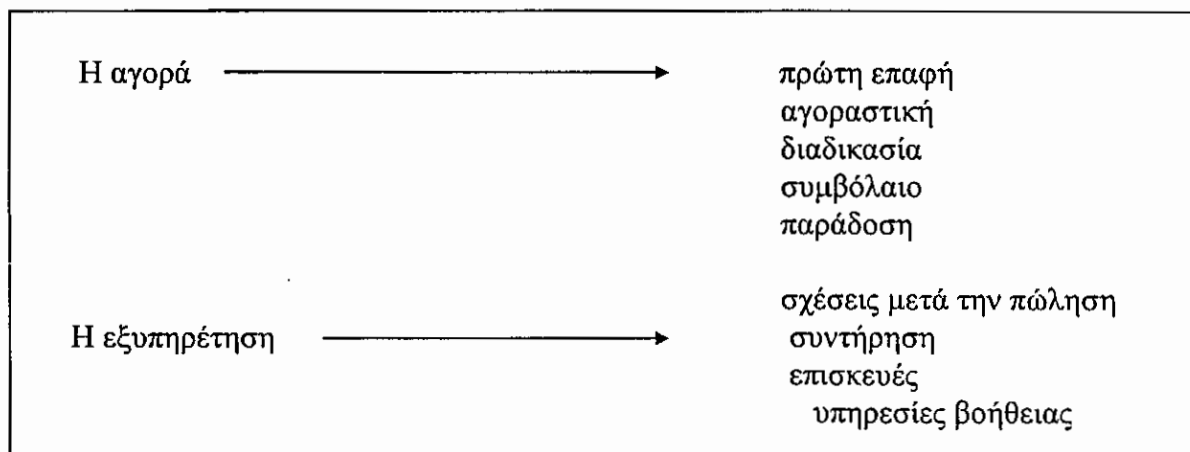 Η αγορά
πρώτη επαφή
αγοραστική
διαδικασία
συμβόλαιο
παράδοση
Η εξυπηρέτηση
σχέσεις μετά την πώληση
συντήρηση
επισκευές
υπηρεσίες βοήθειας